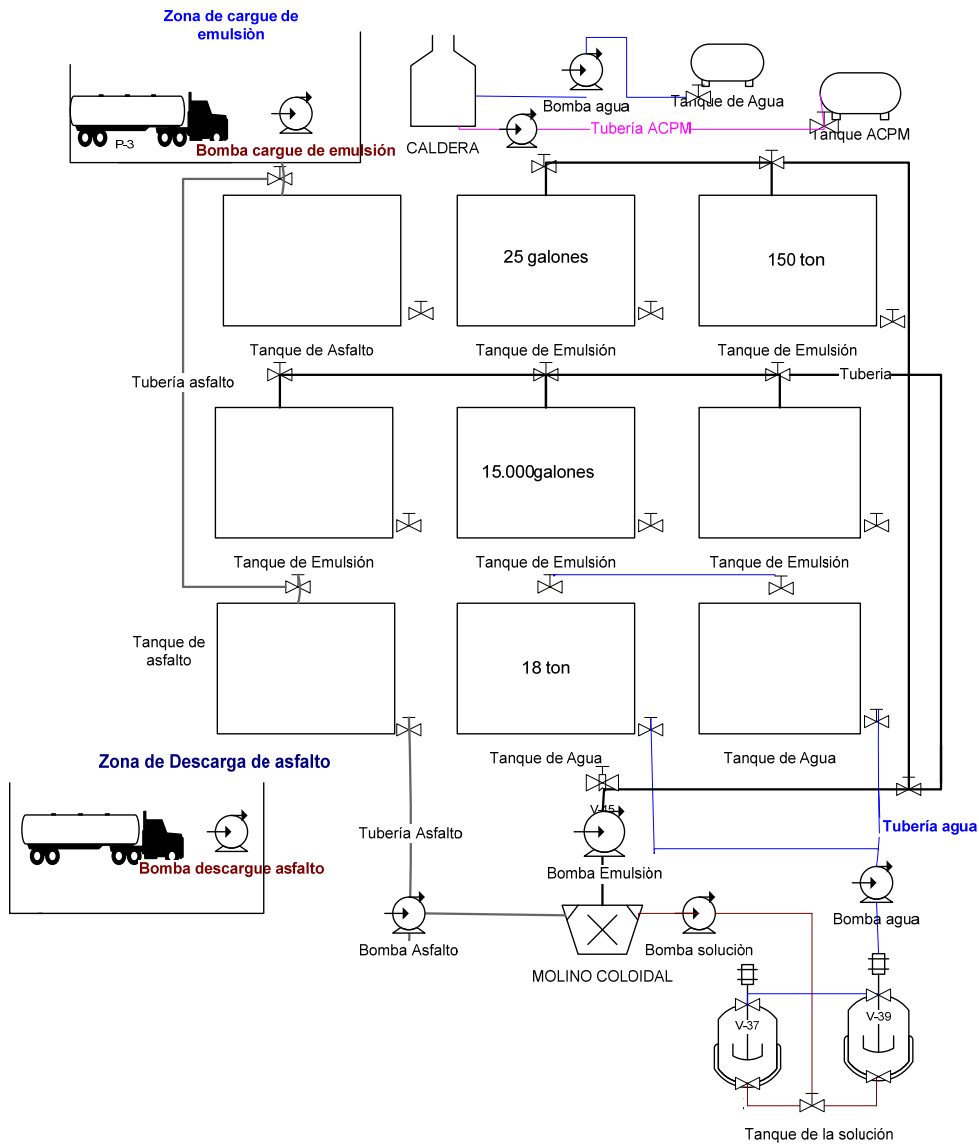 Zona de cargue de
emulsiòn
P-3
Bomba cargue de emulsión
CALDERA
Bomba agua
Tanque de Agua
Tubería ACPM
Tanque ACPM
25 galones
150 ton
Tanque de Asfalto
Tanque de Emulsión
Tanque de Emulsión
Tubería asfalto
Tuberia
15.000galones
Tanque de Emulsión
Tanque de Emulsión
Tanque de Emulsión
Tanque de
asfalto
18 ton
Tanque de Agua
Tanque de Agua
Zona de Descarga de asfalto
Bomba descargue asfalto
Tubería Asfalto
V-45
Tubería agua
Bomba Emulsiòn
Bomba Asfalto
Bomba soluciòn
Bomba agua
MOLINO COLOIDAL
V-37
V-39
Tanque de la solución